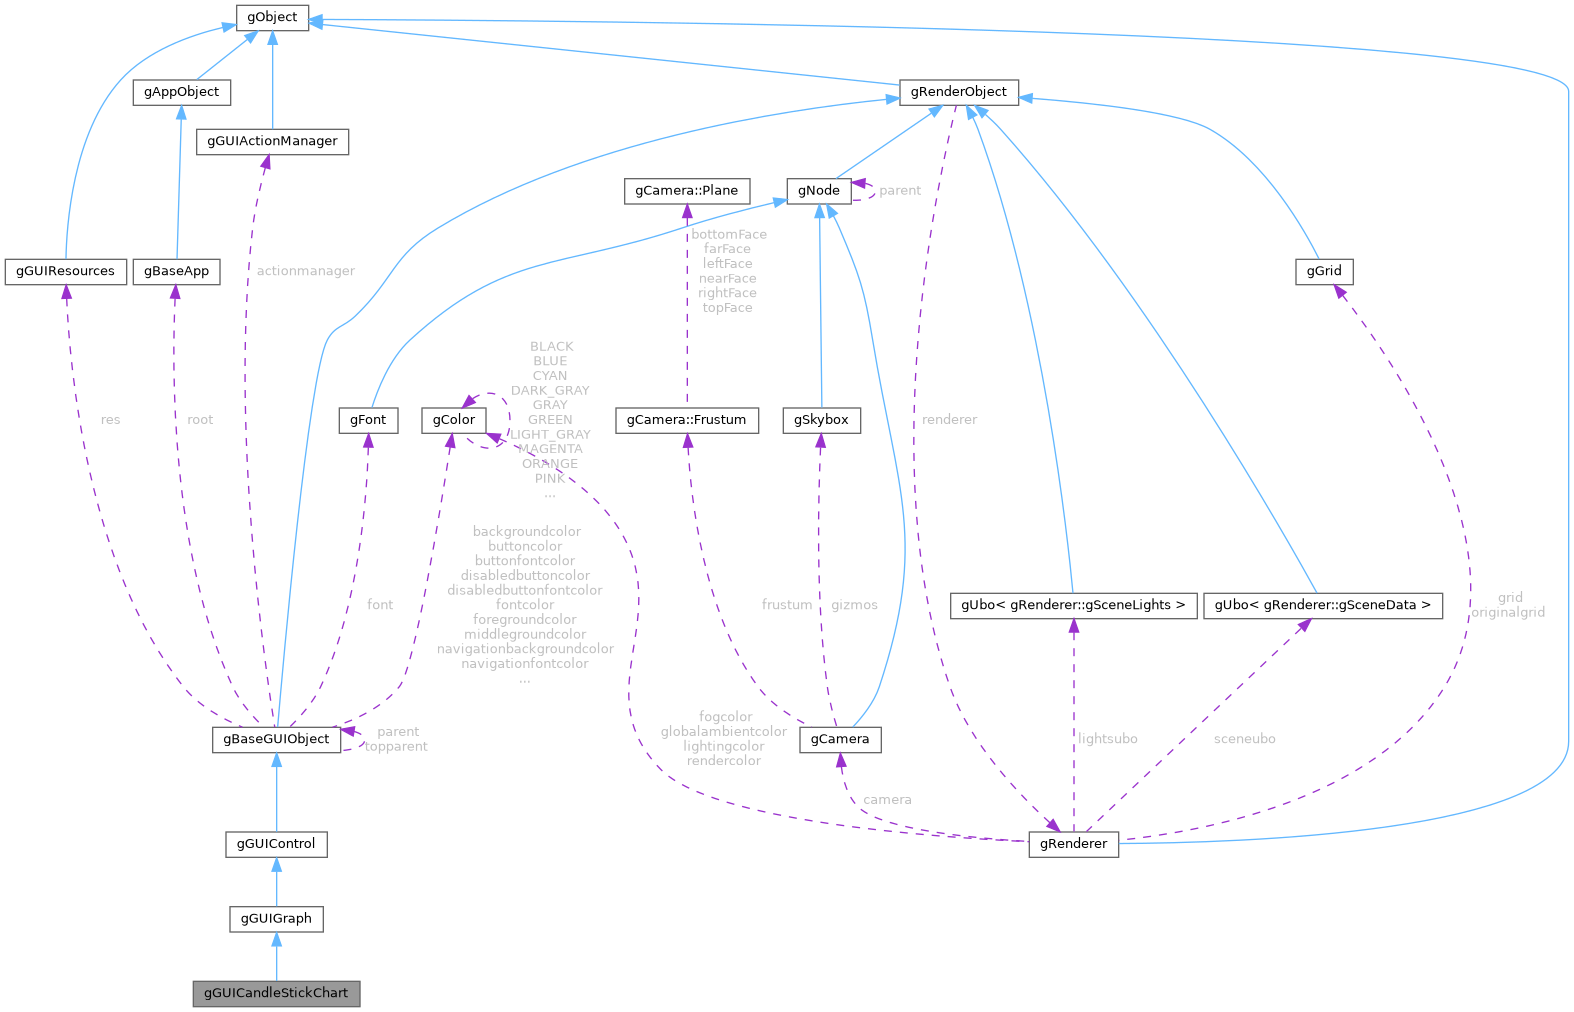 gObject
gAppObject
gRenderObject
gGUIActionManager
gCamera::Plane
gNode
parent
bottomFace
farFace
leftFace
nearFace
rightFace
topFace
gGUIResources
gBaseApp
actionmanager
gGrid
BLACK
BLUE
CYAN
DARK_GRAY
GRAY
GREEN
LIGHT_GRAY
MAGENTA
ORANGE
PINK
...
res
root
gFont
gColor
gCamera::Frustum
gSkybox
renderer
backgroundcolor
buttoncolor
buttonfontcolor
disabledbuttoncolor
disabledbuttonfontcolor
fontcolor
foregroundcolor
middlegroundcolor
navigationbackgroundcolor
navigationfontcolor
...
font
frustum
gizmos
gUbo< gRenderer::gSceneLights >
gUbo< gRenderer::gSceneData >
grid
originalgrid
gBaseGUIObject
parent
topparent
fogcolor
globalambientcolor
lightingcolor
rendercolor
gCamera
lightsubo
sceneubo
camera
gGUIControl
gRenderer
gGUIGraph
gGUICandleStickChart